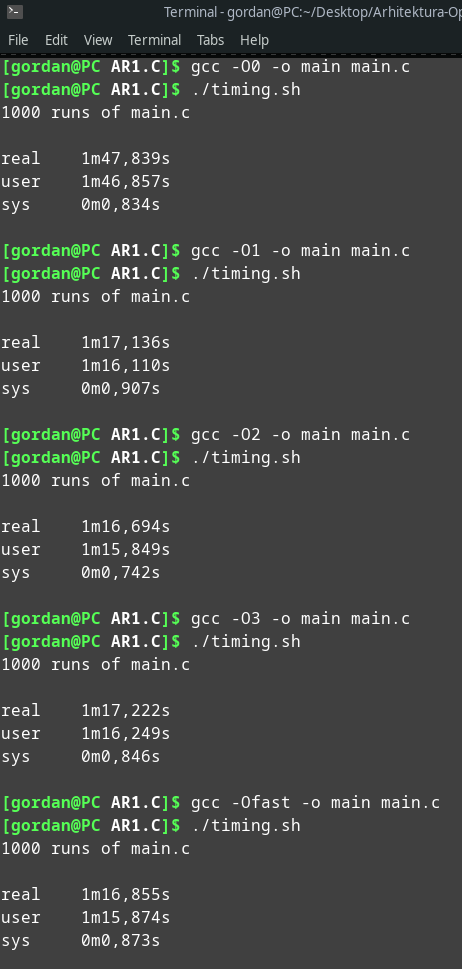 Terminal - gordan@PC:~/Desktop/Arhitektura-Op
File Edit View Terminal Tabs Help
[gordan@PC AR1.C]$ gcc -O0 -o main main.c
[gordan@PC AR1.C]$ ./timing.sh
1000 runs of main.c
real 1m47,839s
user 1m46,857s
sys 0m0,834s
[gordan@PC AR1.C]$ gcc -O1 -o main main.c
[gordan@PC AR1.C]$ ./timing.sh
1000 runs of main.c
real 1m17,136s
user 1m16,110s
sys 0m0,907s
[gordan@PC AR1.C]$ gcc -O2 -o main main.c
[gordan@PC AR1.C]$ ./timing.sh
1000 runs of main.c
real 1m16,694s
user 1m15,849s
sys 0m0,742s
[gordan@PC AR1.C]$ gcc -O3 -o main main.c
[gordan@PC AR1.C]$ ./timing.sh
1000 runs of main.c
real 1m17,222s
user 1m16,249s
sys 0m0,846s
[gordan@PC AR1.C]$ gcc -Ofast -o main main.c
[gordan@PC AR1.C]$ ./timing.sh
1000 runs of main.c
real 1m16,855s
user 1m15,874s
sys 0m0,873s